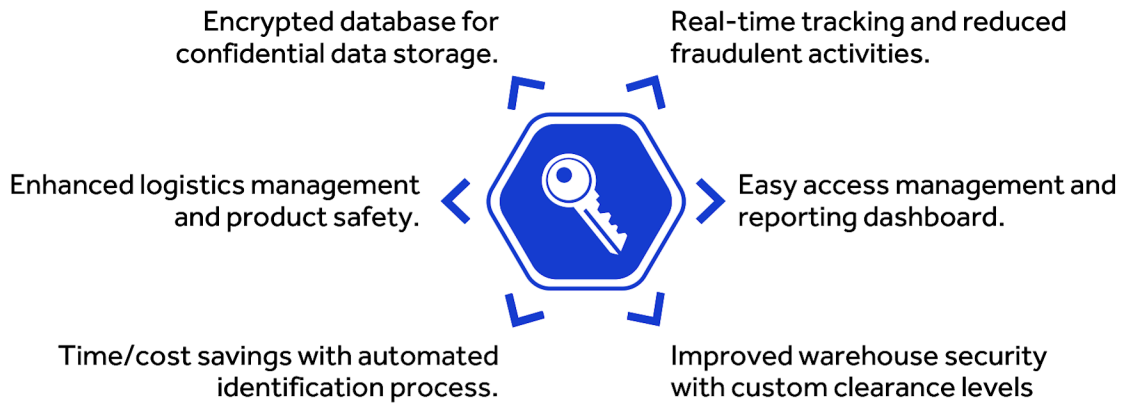 Encrypted database for
confidential data storage.
Real-time tracking and reduced
fraudulent activities.
Enhanced logistics management
and product safety.
Easy access management and
reporting dashboard.
Time/cost savings with automated
identification process.
Improved warehouse security
with custom clearance levels